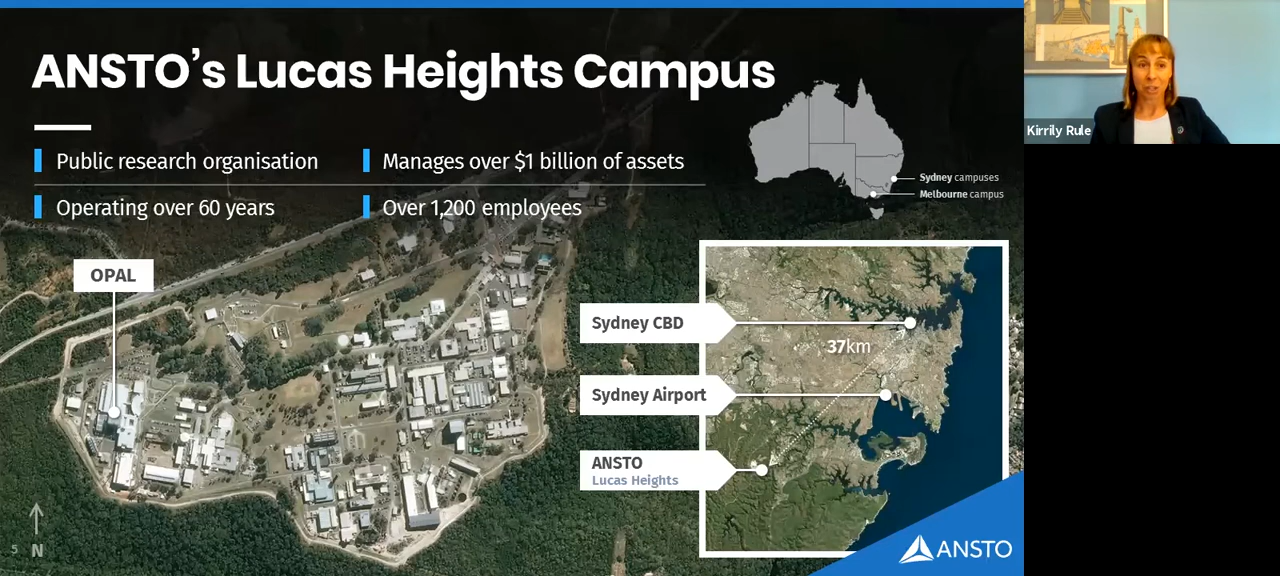 ANSTO's Lucas Heights Campus
Public research organisation
Manages over $1 billion of assets
Operating over 60 years
Over 1,200 employees
Sydney campuses
Melbourne campus
OPAL
Sydney CBD
37km
Sydney Airport
ANSTO
Lucas Heights
5
N
ANSTO
Kirrily Rule